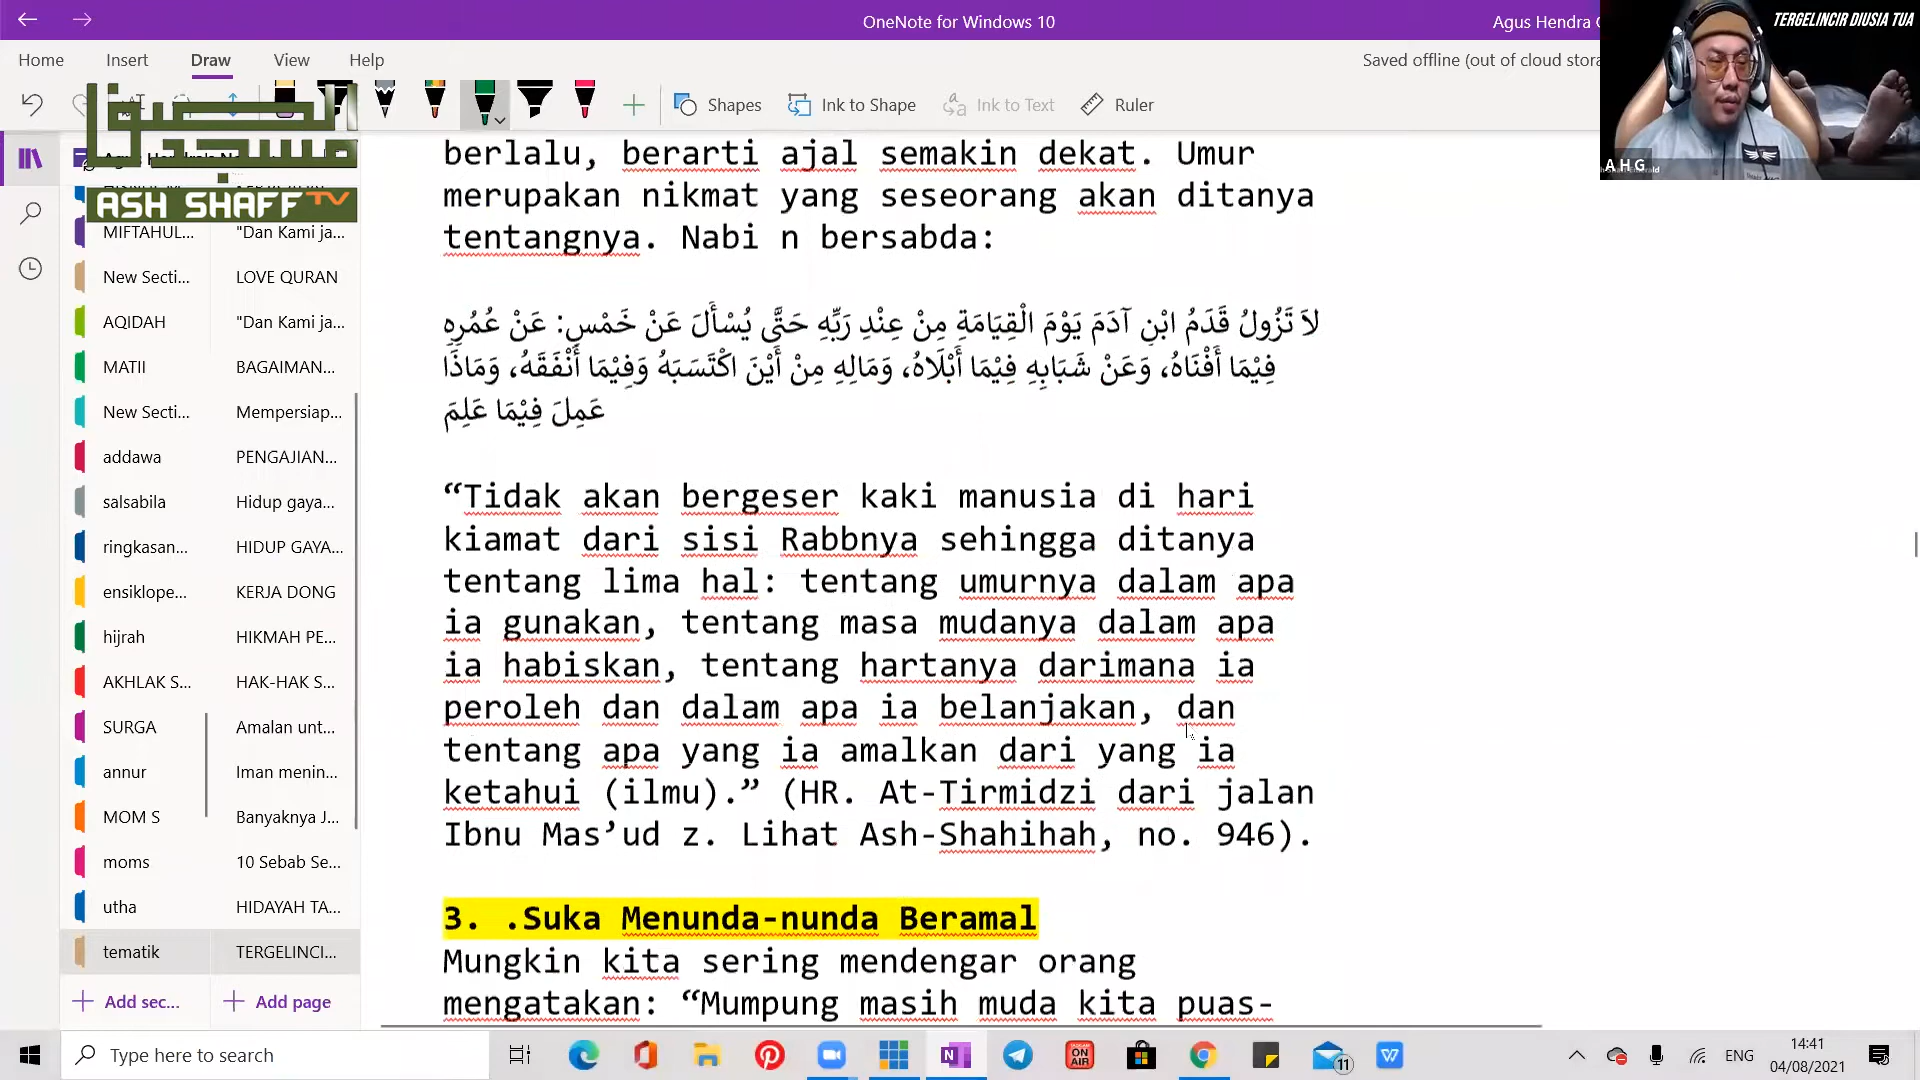 OneNote for Windows 10
Agus Hendra
TERGELINCIR DIUSIA TUA
Home Insert Draw View Help
Saved offline (out of cloud stora
Shapes Ink to Shape Ink to Text Ruler
المسجد الصفا
ASH SHAFF TV
A H G
MIFTAHUL... "Dan Kami ja...
New Secti... LOVE QURAN
AQIDAH "Dan Kami ja...
MATII BAGAIMAN...
New Secti... Mempersiap...
addawa PENGAJIAN...
salsabila Hidup gaya...
ringkasan... HIDUP GAYA...
ensiklope... KERJA DONG
hijrah HIKMAH PE...
AKHLAK S... HAK-HAK S...
SURGA Amalan unt...
annur Iman menin...
MOM S Banyaknya J...
moms 10 Sebab Se...
utha HIDAYAH TA...
tematik TERGELINCI...
Add sec... Add page
berlalu, berarti ajal semakin dekat. Umur
merupakan nikmat yang seseorang akan ditanya
tentangnya. Nabi n bersabda:
لاَ تَزُولُ قَدَمُ ابْنِ آدَمَ يَوْمَ الْقِيَامَةِ مِنْ عِنْدِ رَبِّهِ حَتَّى يُسْأَلَ عَنْ خَمْسٍ: عَنْ عُمُرِهِ
فِيْمَا أَفْنَاهُ، وَعَنْ شَبَابِهِ فِيْمَا أَبْلَاهُ، وَمَالِهِ مِنْ أَيْنَ اكْتَسَبَهُ وَفِيْمَا أَنْفَقَهُ، وَمَاذَا
عَمِلَ فِيْمَا عَلِمَ
“Tidak akan bergeser kaki manusia di hari
kiamat dari sisi Rabbnya sehingga ditanya
tentang lima hal: tentang umurnya dalam apa
ia gunakan, tentang masa mudanya dalam apa
ia habiskan, tentang hartanya darimana ia
peroleh dan dalam apa ia belanjakan, dan
tentang apa yang ia amalkan dari yang ia
ketahui (ilmu).” (HR. At-Tirmidzi dari jalan
Ibnu Mas’ud z. Lihat Ash-Shahihah, no. 946).
3. .Suka Menunda-nunda Beramal
Mungkin kita sering mendengar orang
mengatakan: “Mumpung masih muda kita puas-
Type here to search
ON AIR
11
ENG
14:41
04/08/2021